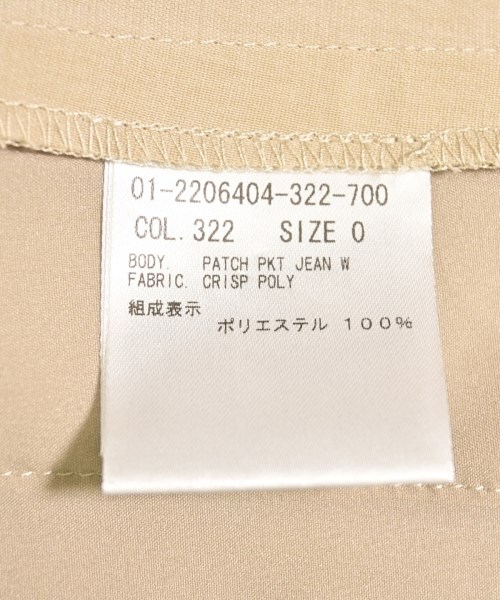 01-2206404-322-700
COL. 322 SIZE 0
BODY. PATCH PKT JEAN W
FABRIC. CRISP POLY
組成表示
ポリエステル 100%